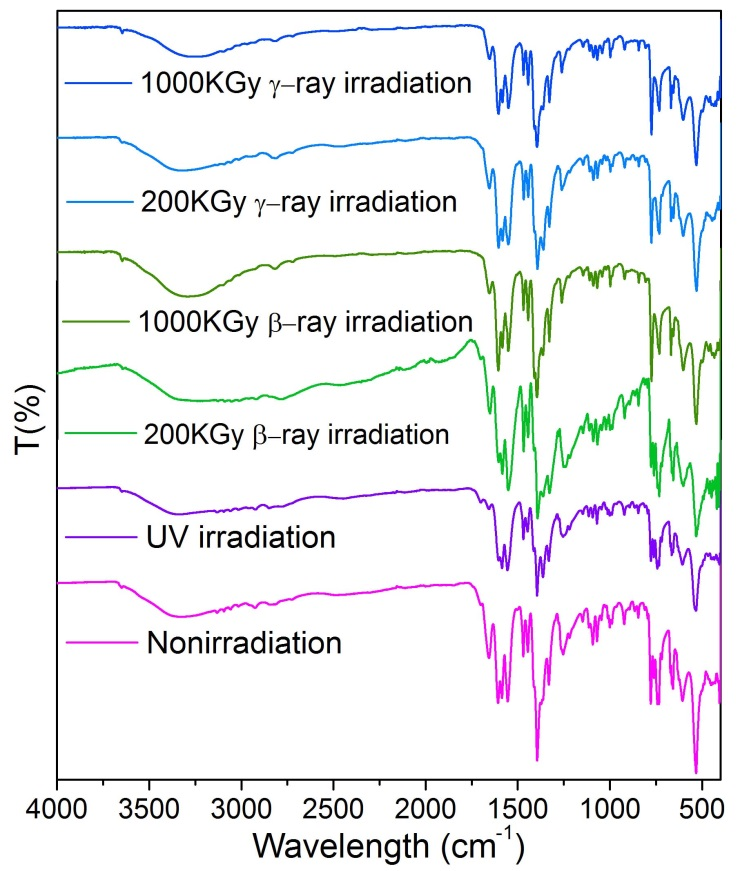 1000KGy γ−ray irradiation
200KGy γ−ray irradiation
1000KGy β−ray irradiation
200KGy β−ray irradiation
UV irradiation
Nonirradiation
T(%)
4000 3500 3000 2500 2000 1500 1000 500
Wavelength (cm⁻¹)